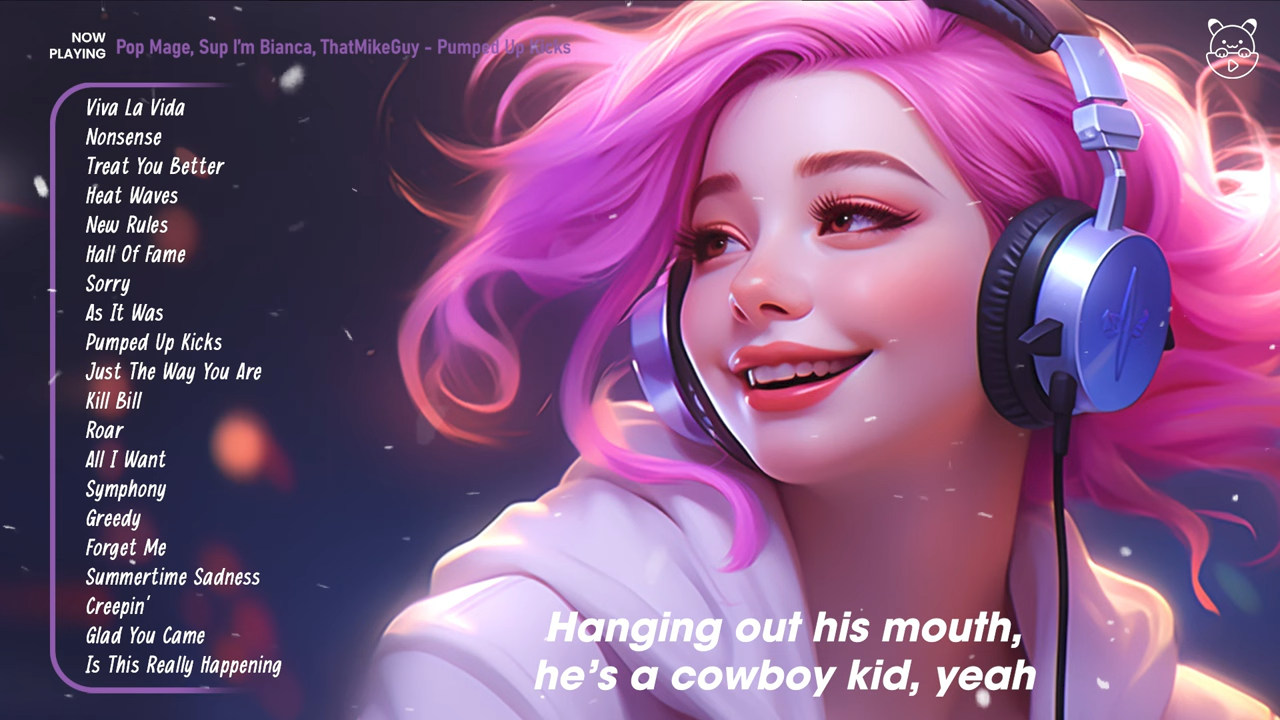 NOW
PLAYING
Pop Mage, Sup I'm Bianca, ThatMikeGuy - Pumped Up Kicks
Viva La Vida
Nonsense
Treat You Better
Heat Waves
New Rules
Hall Of Fame
Sorry
As It Was
Pumped Up Kicks
Just The Way You Are
Kill Bill
Roar
All I Want
Symphony
Greedy
Forget Me
Summertime Sadness
Creepin'
Glad You Came
Is This Really Happening
Hanging out his mouth,
he's a cowboy kid, yeah